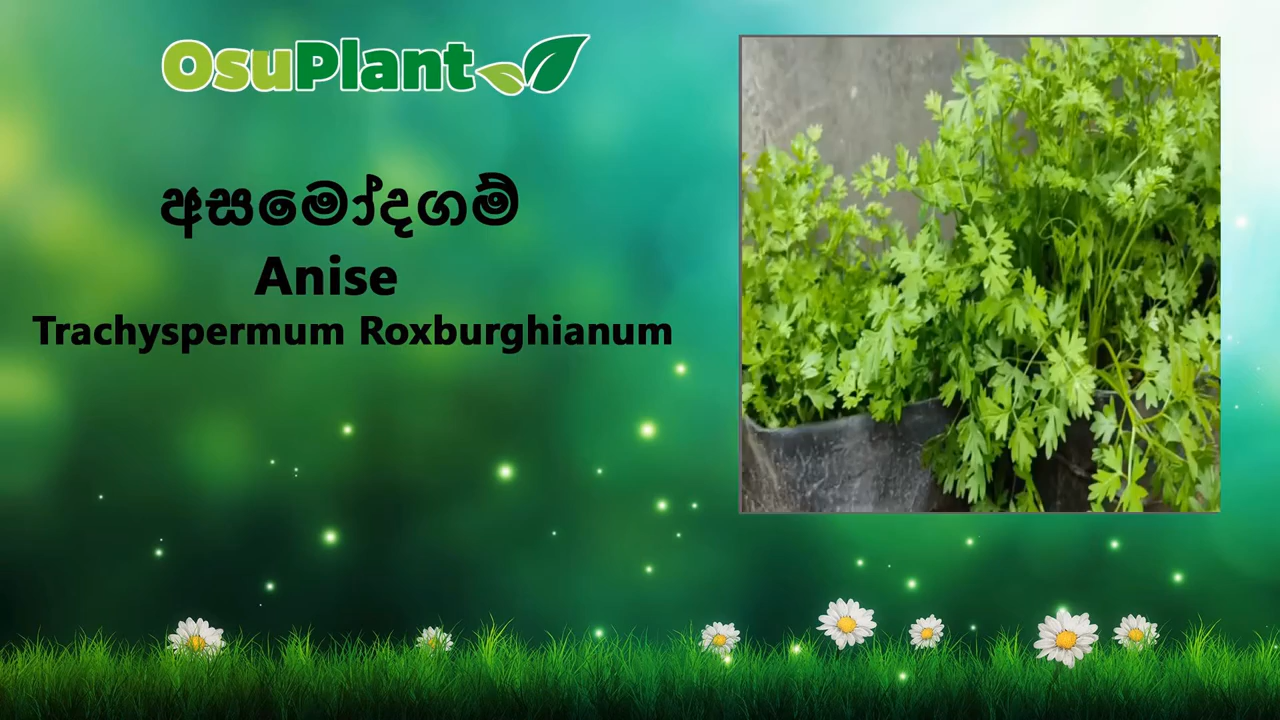 OsuPlant
අසමෝදගම්
Anise
Trachyspermum Roxburghianum